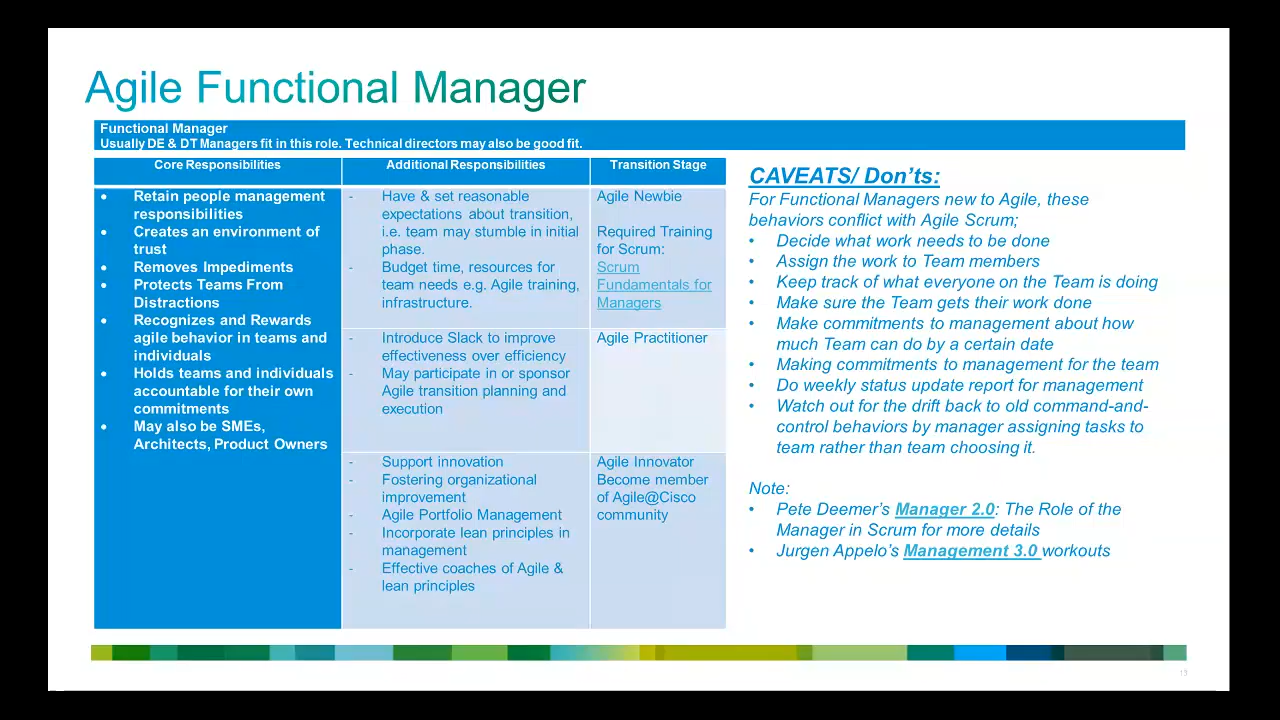 Agile Functional Manager
Functional Manager
Usually DE & DT Managers fit in this role. Technical directors may also be good fit.
Core Responsibilities
Additional Responsibilities
Transition Stage
• Retain people management
responsibilities
• Creates an environment of
trust
• Removes Impediments
• Protects Teams From
Distractions
• Recognizes and Rewards
agile behavior in teams and
individuals
• Holds teams and individuals
accountable for their own
commitments
• May also be SMEs,
Architects, Product Owners
- Have & set reasonable
expectations about transition,
i.e. team may stumble in initial
phase.
- Budget time, resources for
team needs e.g. Agile training,
infrastructure.
Agile Newbie
Required Training
for Scrum:
Scrum
Fundamentals for
Managers
- Introduce Slack to improve
effectiveness over efficiency
- May participate in or sponsor
Agile transition planning and
execution
Agile Practitioner
- Support innovation
- Fostering organizational
improvement
- Agile Portfolio Management
- Incorporate lean principles in
management
- Effective coaches of Agile &
lean principles
Agile Innovator
Become member
of Agile@Cisco
community
CAVEATS/ Don'ts:
For Functional Managers new to Agile, these
behaviors conflict with Agile Scrum;
• Decide what work needs to be done
• Assign the work to Team members
• Keep track of what everyone on the Team is doing
• Make sure the Team gets their work done
• Make commitments to management about how
much Team can do by a certain date
• Making commitments to management for the team
• Do weekly status update report for management
• Watch out for the drift back to old command-and-
control behaviors by manager assigning tasks to
team rather than team choosing it.
Note:
• Pete Deemer's Manager 2.0: The Role of the
Manager in Scrum for more details
• Jurgen Appelo's Management 3.0 workouts